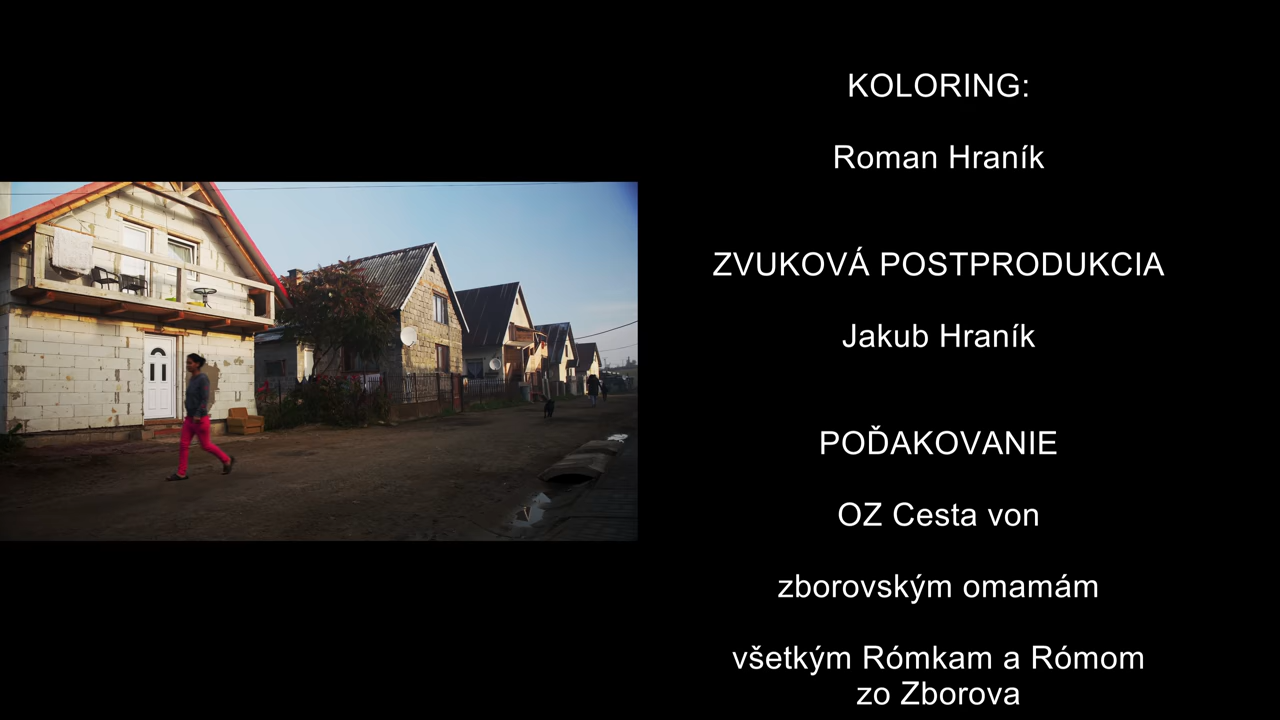 KOLORING:
Roman Hraník
ZVUKOVÁ POSTPRODUKCIA
Jakub Hraník
POĎAKOVANIE
OZ Cesta von
zborovským omamám
všetkým Rómkam a Rómom
zo Zborova